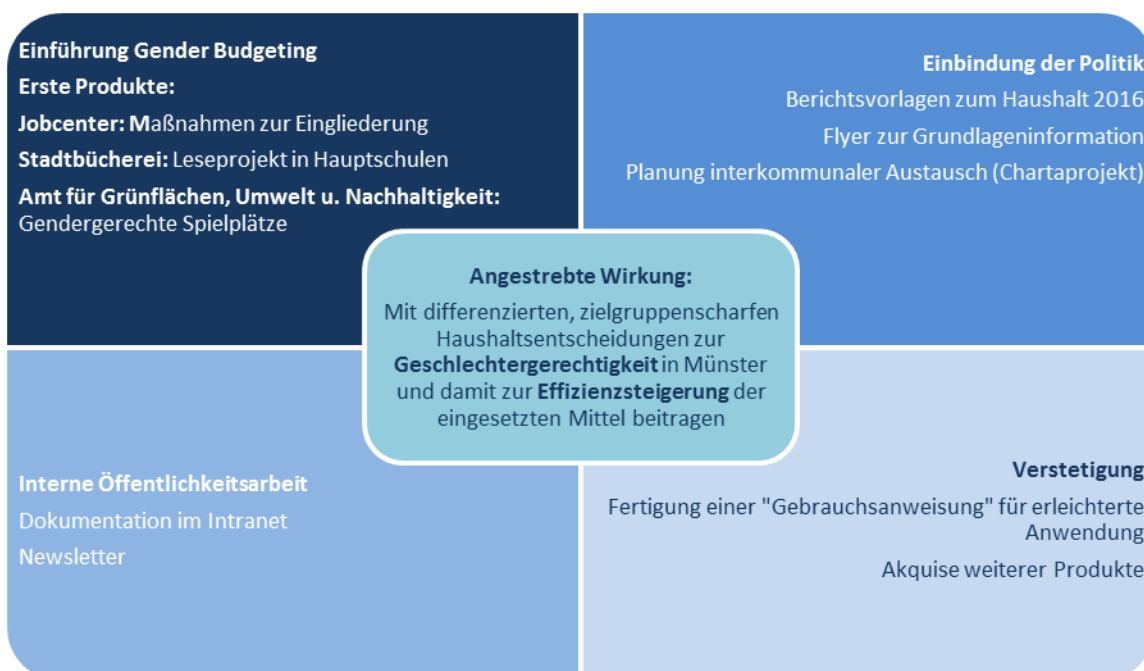 Einführung Gender Budgeting
Erste Produkte:
Jobcenter: Maßnahmen zur Eingliederung
Stadtbücherei: Leseprojekt in Hauptschulen
Amt für Grünflächen, Umwelt u. Nachhaltigkeit:
Gendergerechte Spielplätze
Einbindung der Politik
Berichtsvorlagen zum Haushalt 2016
Flyer zur Grundlageninformation
Planung interkommunaler Austausch (Chartaprojekt)
Angestrebte Wirkung:
Mit differenzierten, zielgruppenscharfen
Haushaltsentscheidungen zur
Geschlechtergerechtigkeit in Münster
und damit zur Effizienzsteigerung der
eingesetzten Mittel beitragen
Interne Öffentlichkeitsarbeit
Dokumentation im Intranet
Newsletter
Verstetigung
Fertigung einer "Gebrauchsanweisung" für erleichterte
Anwendung
Akquise weiterer Produkte